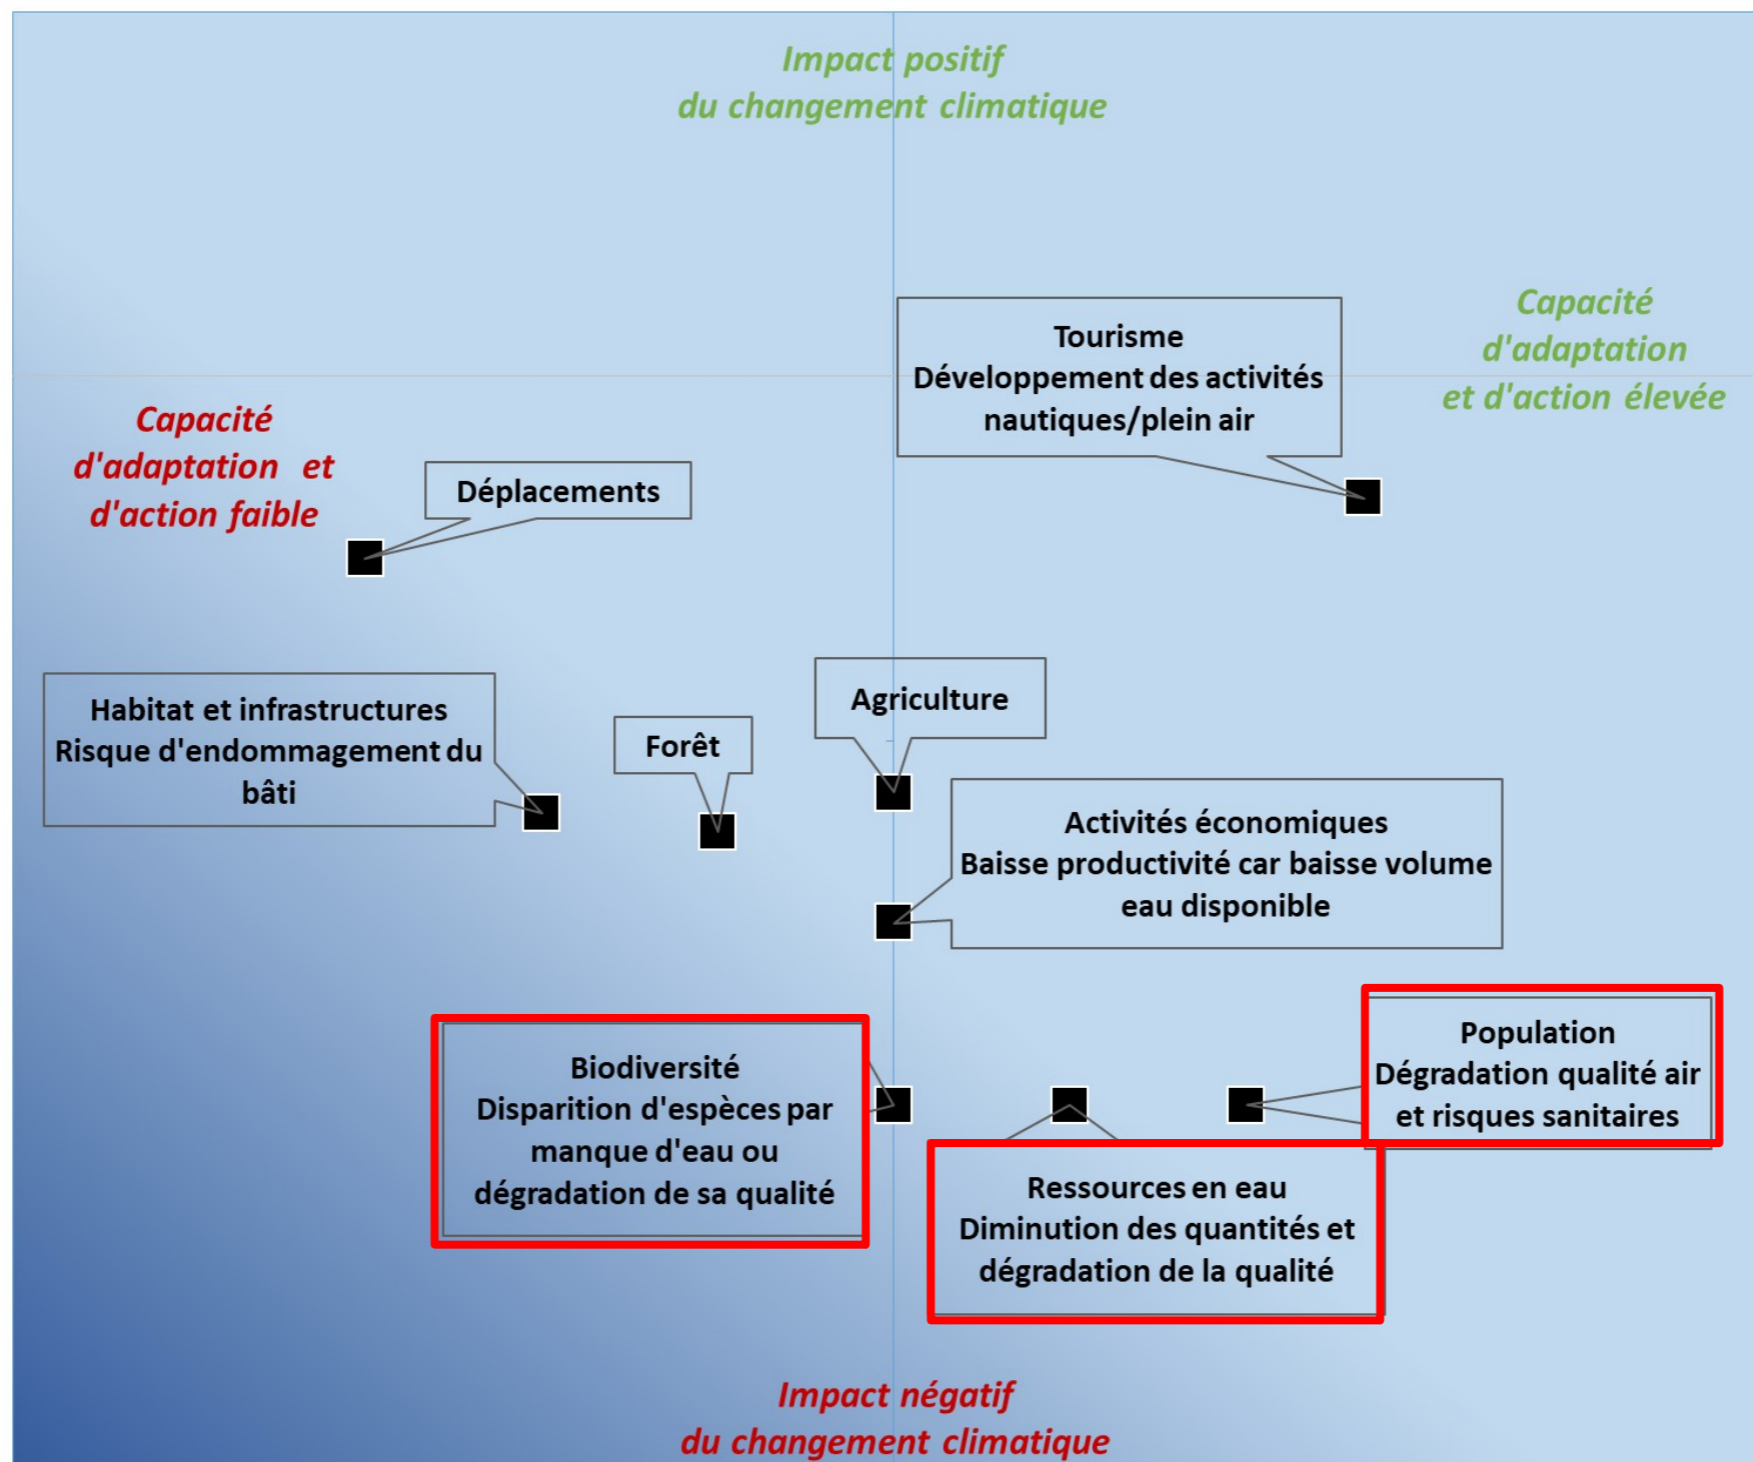 Impact positif
du changement climatique
Capacité
d'adaptation
et d'action élevée
Tourisme
Développement des activités
nautiques/plein air
Capacité
d'adaptation et
d'action faible
Déplacements
Habitat et infrastructures
Risque d'endommagement du
bâti
Forêt
Agriculture
Activités économiques
Baisse productivité car baisse volume
eau disponible
Biodiversité
Disparition d'espèces par
manque d'eau ou
dégradation de sa qualité
Population
Dégradation qualité air
et risques sanitaires
Ressources en eau
Diminution des quantités et
dégradation de la qualité
Impact négatif
du changement climatique